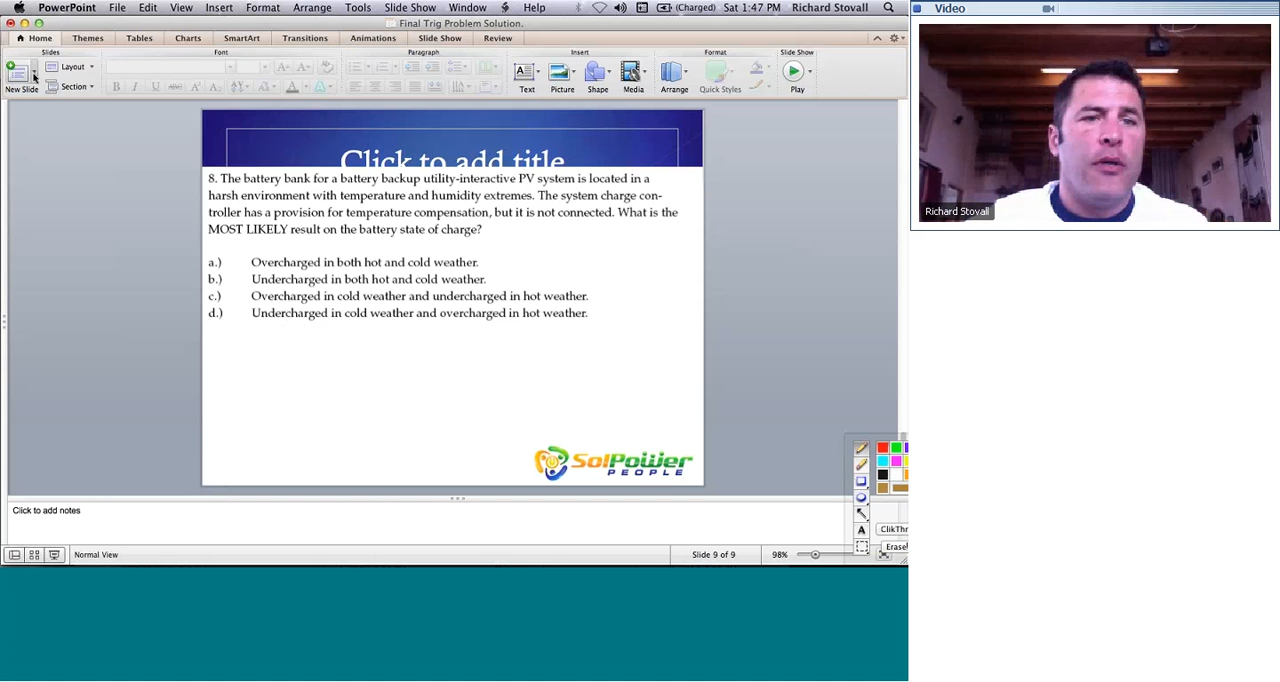 PowerPoint File Edit View Insert Format Arrange Tools Slide Show Window Help (Charged) Sat 1:47 PM Richard Stovall
Final Trig Problem Solution.
Home Themes Tables Charts SmartArt Transitions Animations Slide Show Review
Slides Font Paragraph Insert Format Slide Show
Layout
Section
New Slide Text Picture Shape Media Arrange Quick Styles Play
B I U ABC A A A A
Click to add title
8. The battery bank for a battery backup utility-interactive PV system is located in a
harsh environment with temperature and humidity extremes. The system charge con-
troller has a provision for temperature compensation, but it is not connected. What is the
MOST LIKELY result on the battery state of charge?
a.) Overcharged in both hot and cold weather.
b.) Undercharged in both hot and cold weather.
c.) Overcharged in cold weather and undercharged in hot weather.
d.) Undercharged in cold weather and overcharged in hot weather.
SolPower
PEOPLE
Click to add notes
A
ClikThr
Erase
Normal View Slide 9 of 9 98%
Video
Richard Stovall